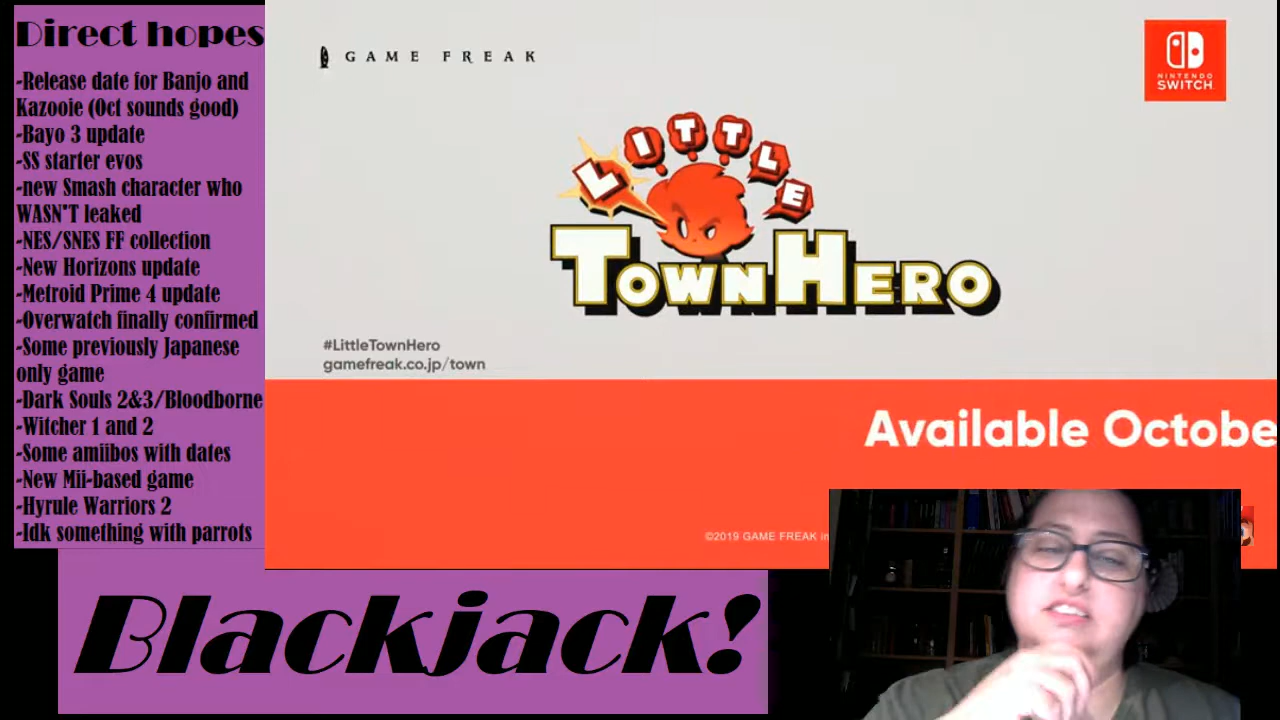 Direct hopes
-Release date for Banjo and
Kazooie (Oct sounds good)
-Bayo 3 update
-SS starter evos
-new Smash character who
WASN"T leaked
-NES/SNES FF collection
-New Horizons update
-Metroid Prime 4 update
-Overwatch finally confirmed
-Some previously Japanese
only game
-Dark Souls 2&3/Bloodborne
-Witcher 1 and 2
-Some amiibos with dates
-New Mii-based game
-Hyrule Warriors 2
-Idk something with parrots
GAME FREAK
NINTENDO
SWITCH
LITTLE
TOWN HERO
#LittleTownHero
gamefreak.co.jp/town
Available Octobe
©2019 GAME FREAK in
Blackjack!